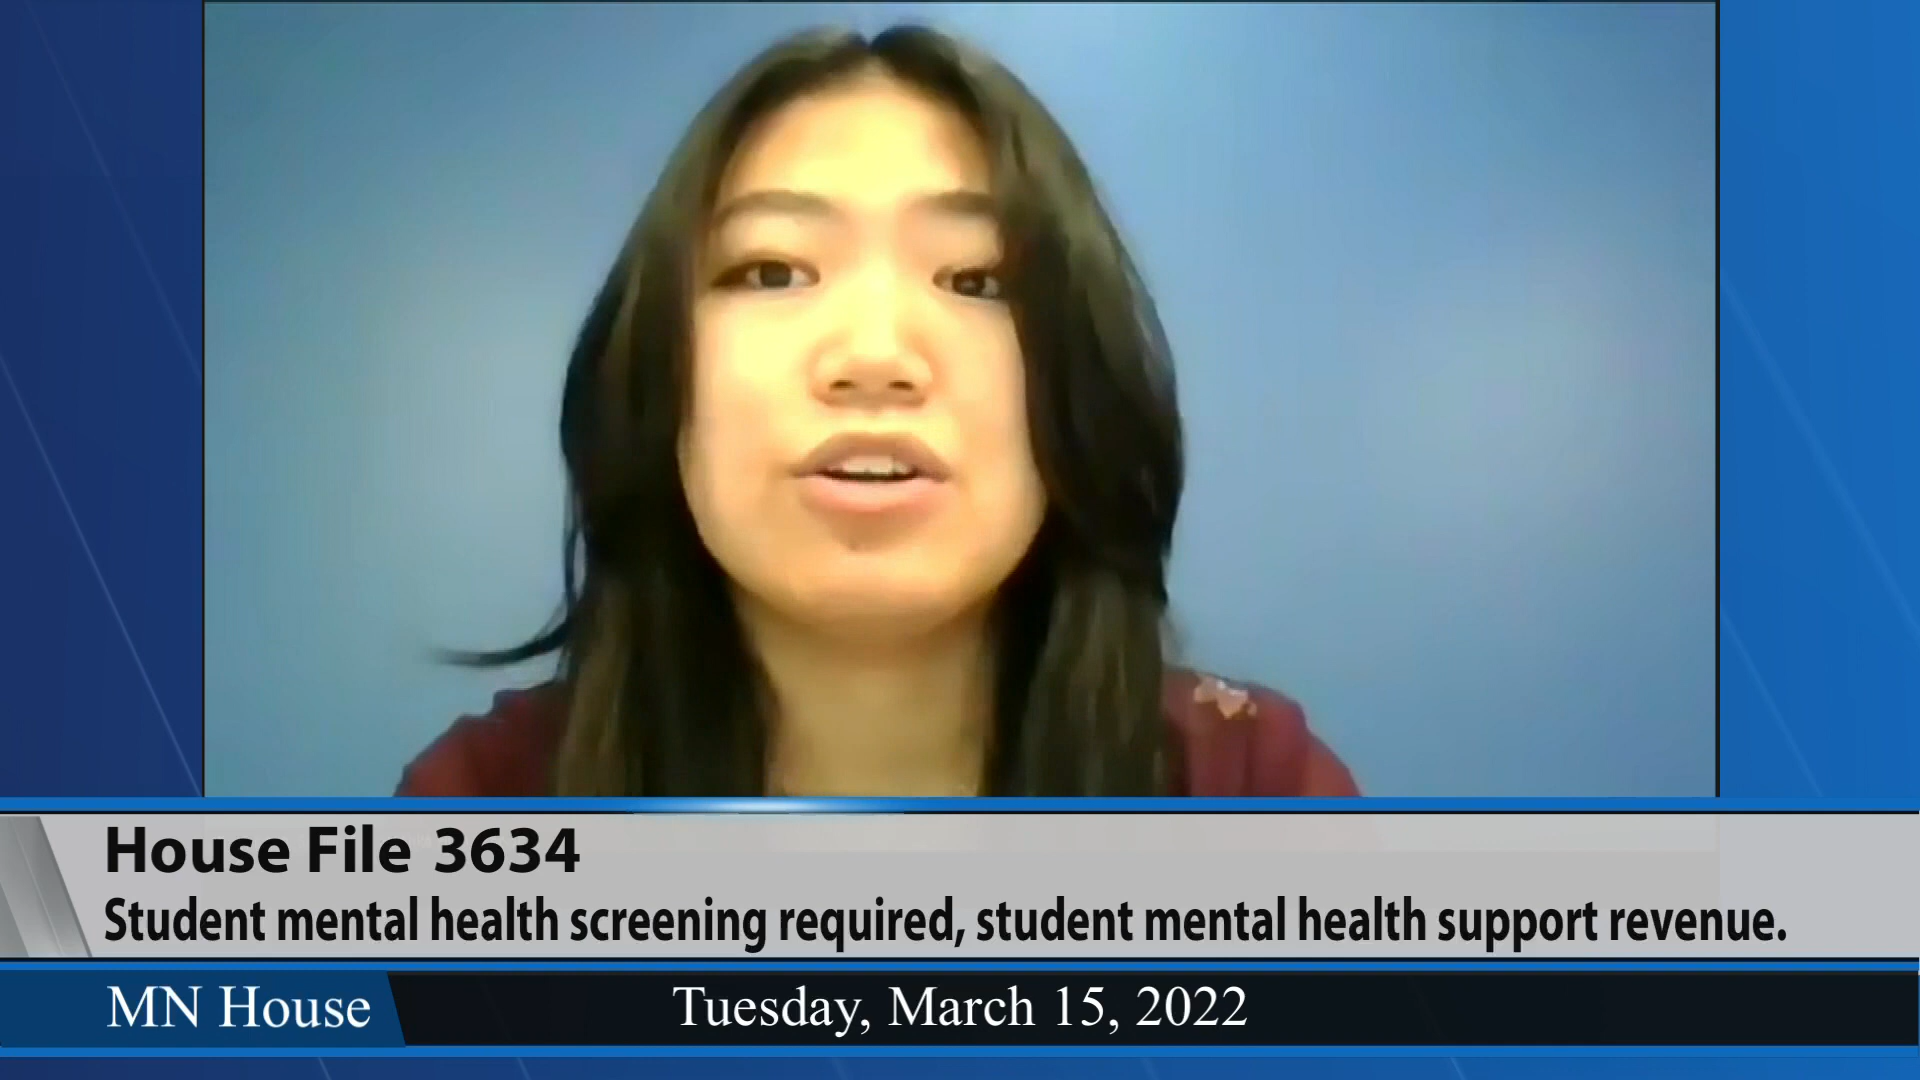 House File 3634
Student mental health screening required, student mental health support revenue.
MN House
Tuesday, March 15, 2022